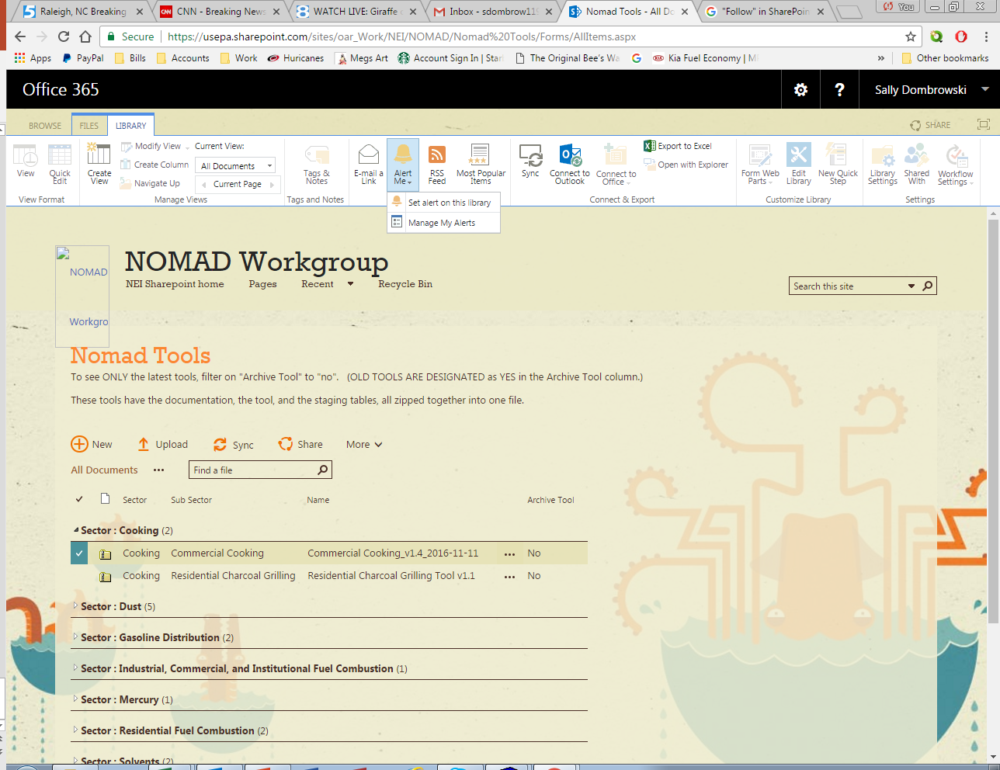 Raleigh, NC Breaking
CNN - Breaking News
WATCH LIVE: Giraffe
Inbox - sdombrow119
Nomad Tools - All Do
"Follow" in SharePoin
You
Secure
https://usepa.sharepoint.com/sites/oar_Work/NEI/NOMAD/Nomad%20Tools/Forms/AllItems.aspx
Apps PayPal Bills Accounts Work Huricanes Megs Art Account Sign In | Star The Original Bee's Wa Kia Fuel Economy | M » Other bookmarks
Office 365
? Sally Dombrowski
BROWSE FILES LIBRARY SHARE
View
Quick Edit
View Format
Create View
Modify View
Create Column
Navigate Up
Current View:
All Documents
Current Page
Manage Views
Tags & Notes
Tags and Notes
E-mail a Link
Alert Me
RSS Feed
Most Popular Items
Set alert on this library
Manage My Alerts
Sync
Connect to Outlook
Connect to Office
Export to Excel
Open with Explorer
Connect & Export
Form Web Parts
Edit Library
New Quick Step
Customize Library
Library Settings
Shared With
Workflow Settings
Settings
NOMAD
Workgro
NOMAD Workgroup
NEI Sharepoint home Pages Recent Recycle Bin
Search this site
Nomad Tools
To see ONLY the latest tools, filter on "Archive Tool" to "no". (OLD TOOLS ARE DESIGNATED as YES in the Archive Tool column.)
These tools have the documentation, the tool, and the staging tables, all zipped together into one file.
New Upload Sync Share More
All Documents ••• Find a file
Sector Sub Sector Name Archive Tool
Sector : Cooking (2)
Cooking Commercial Cooking Commercial Cooking_v1.4_2016-11-11 ••• No
Cooking Residential Charcoal Grilling Residential Charcoal Grilling Tool v1.1 ••• No
Sector : Dust (5)
Sector : Gasoline Distribution (2)
Sector : Industrial, Commercial, and Institutional Fuel Combustion (1)
Sector : Mercury (1)
Sector : Residential Fuel Combustion (2)
Sector : Solvents (2)